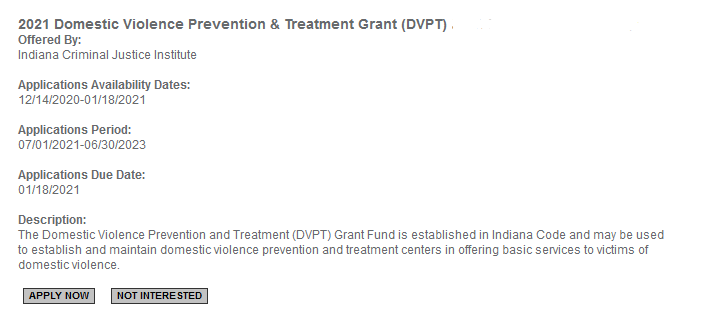 2021 Domestic Violence Prevention & Treatment Grant (DVPT)
Offered By:
Indiana Criminal Justice Institute
Applications Availability Dates:
12/14/2020-01/18/2021
Applications Period:
07/01/2021-06/30/2023
Applications Due Date:
01/18/2021
Description:
The Domestic Violence Prevention and Treatment (DVPT) Grant Fund is established in Indiana Code and may be used
to establish and maintain domestic violence prevention and treatment centers in offering basic services to victims of
domestic violence.
APPLY NOW NOT INTERESTED